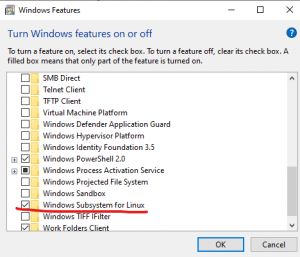 Windows Features
Turn Windows features on or off
To turn a feature on, select its check box. To turn a feature off, clear its check box. A
filled box means that only part of the feature is turned on.
SMB Direct
Telnet Client
TFTP Client
Virtual Machine Platform
Windows Defender Application Guard
Windows Hypervisor Platform
Windows Identity Foundation 3.5
Windows PowerShell 2.0
Windows Process Activation Service
Windows Projected File System
Windows Sandbox
Windows Subsystem for Linux
Windows TIFF IFilter
Work Folders Client
OK
Cancel